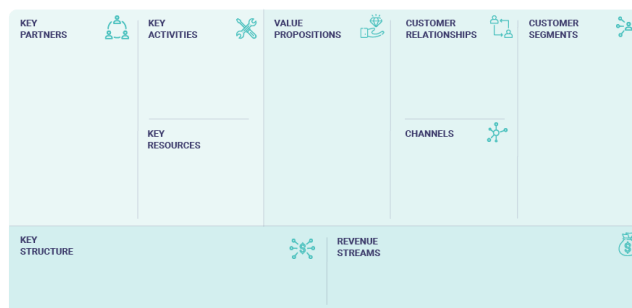 KEY
PARTNERS
KEY
ACTIVITIES
KEY
RESOURCES
VALUE
PROPOSITIONS
CUSTOMER
RELATIONSHIPS
CHANNELS
CUSTOMER
SEGMENTS
KEY
STRUCTURE
REVENUE
STREAMS